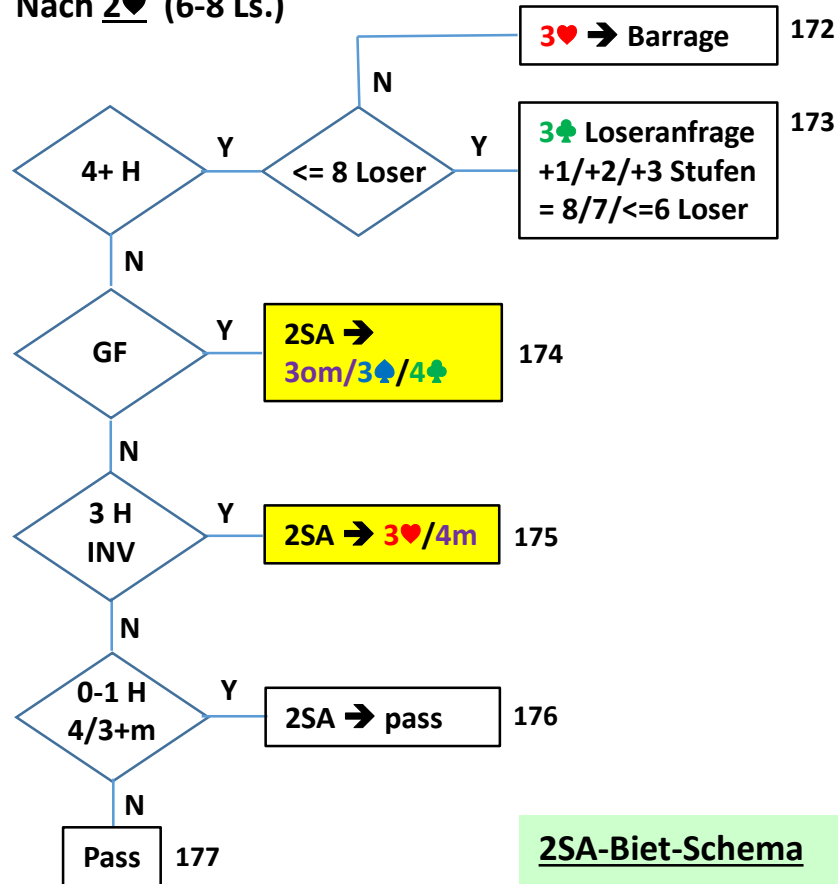 Nach 2♥ (6-8 Ls.)
3♥ ➔ Barrage
172
N
4+ H
Y
<= 8 Loser
Y
3♣ Loseranfrage
+1/+2/+3 Stufen
= 8/7/<=6 Loser
173
N
GF
Y
2SA ➔
3om/3♠/4♣
174
N
3 H
INV
Y
2SA ➔ 3♥/4m
175
N
0-1 H
4/3+m
Y
2SA ➔ pass
176
N
Pass
177
2SA-Biet-Schema